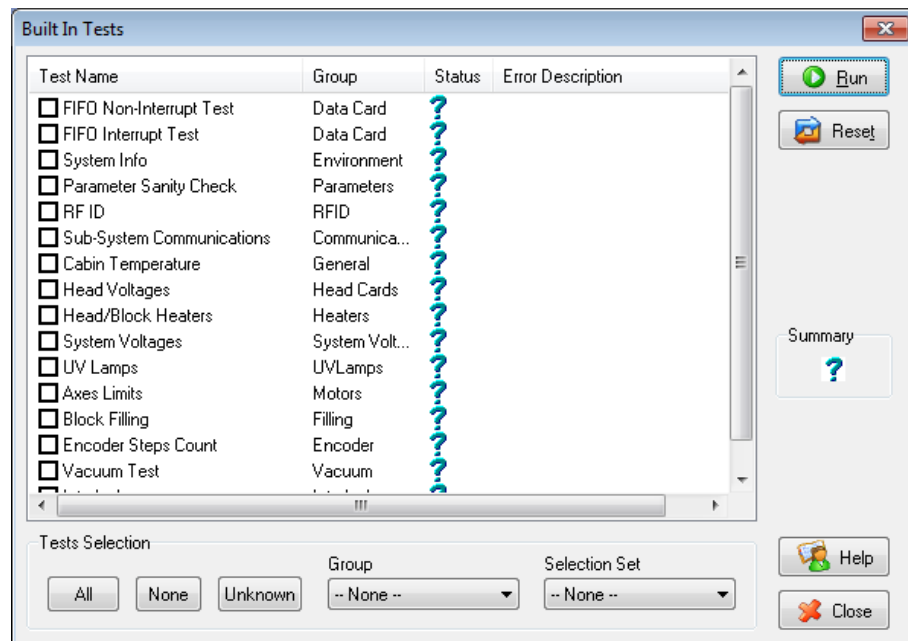 Built In Tests
Test Name Group Status Error Description
FIFO Non-Interrupt Test Data Card ?
FIFO Interrupt Test Data Card ?
System Info Environment ?
Parameter Sanity Check Parameters ?
RF ID RFID ?
Sub-System Communications Communica... ?
Cabin Temperature General ?
Head Voltages Head Cards ?
Head/Block Heaters Heaters ?
System Voltages System Volt... ?
UV Lamps UVLamps ?
Axes Limits Motors ?
Block Filling Filling ?
Encoder Steps Count Encoder ?
Vacuum Test Vacuum ?
Run
Reset
Summary
?
Tests Selection
All None Unknown
Group
-- None --
Selection Set
-- None --
Help
Close